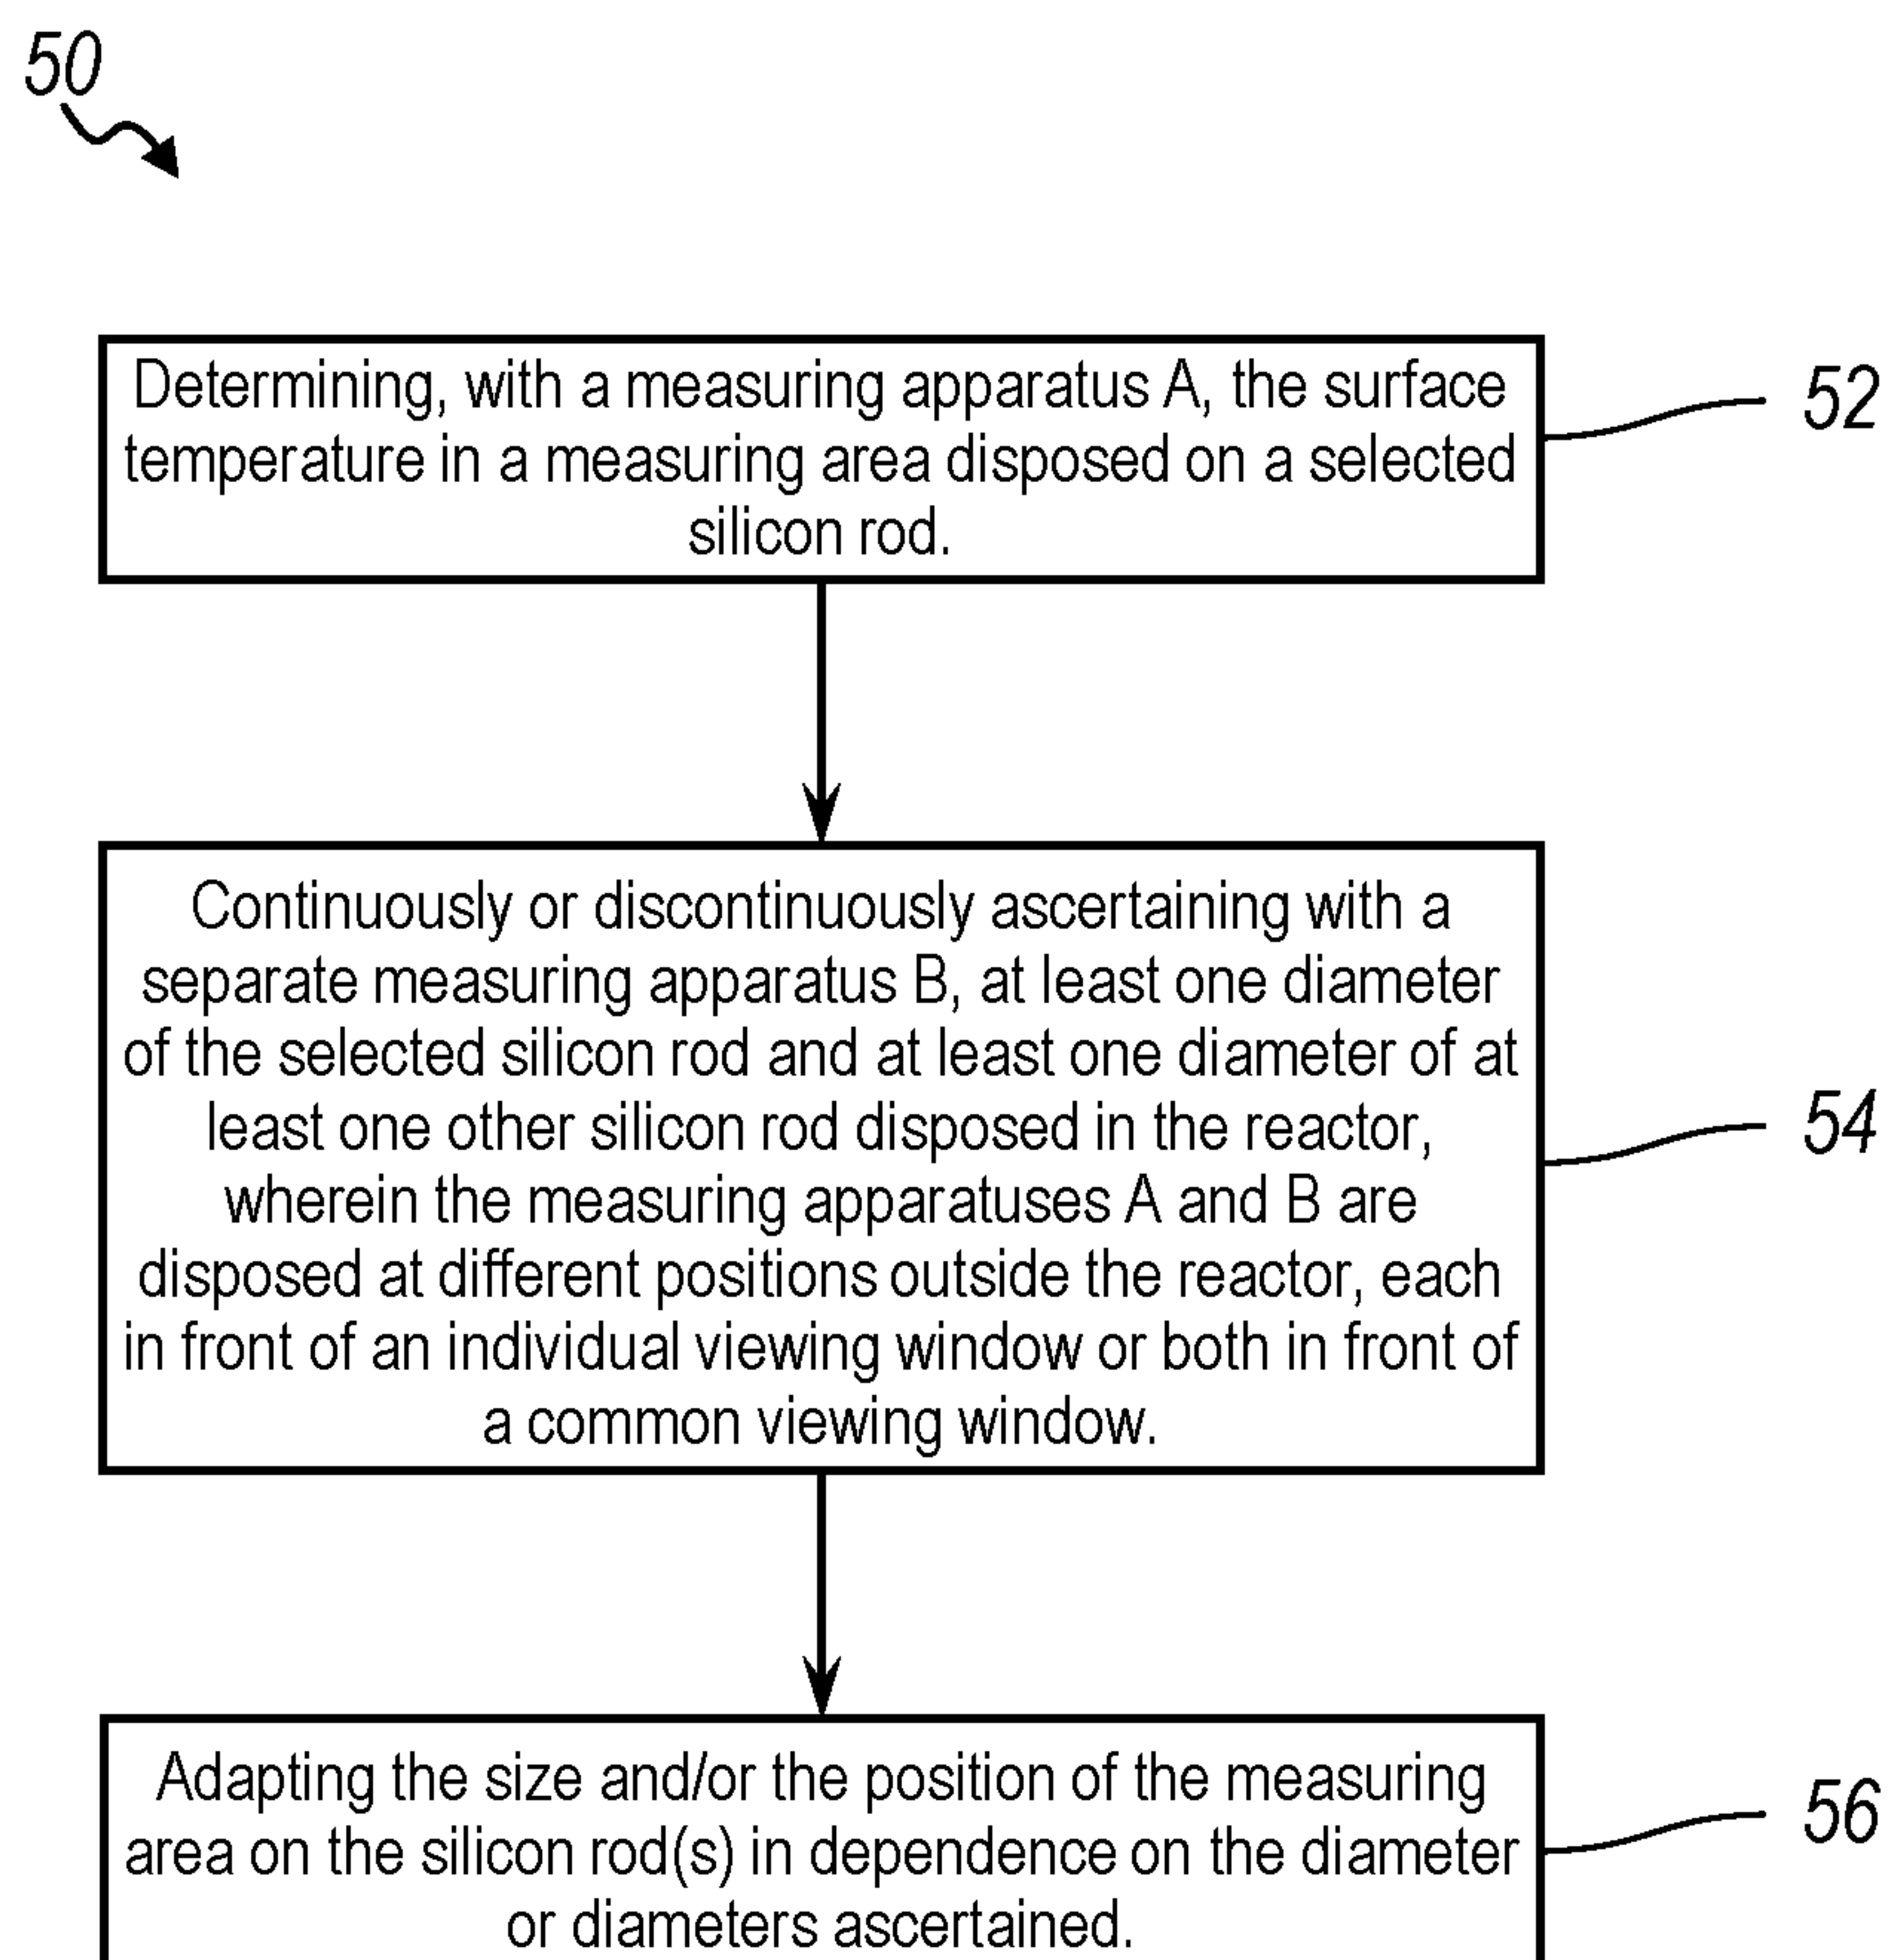 50
Determining, with a measuring apparatus A, the surface
temperature in a measuring area disposed on a selected
silicon rod.
52
Continuously or discontinuously ascertaining with a
separate measuring apparatus B, at least one diameter
of the selected silicon rod and at least one diameter of at
least one other silicon rod disposed in the reactor,
wherein the measuring apparatuses A and B are
disposed at different positions outside the reactor, each
in front of an individual viewing window or both in front of
a common viewing window.
54
Adapting the size and/or the position of the measuring
area on the silicon rod(s) in dependence on the diameter
or diameters ascertained.
56